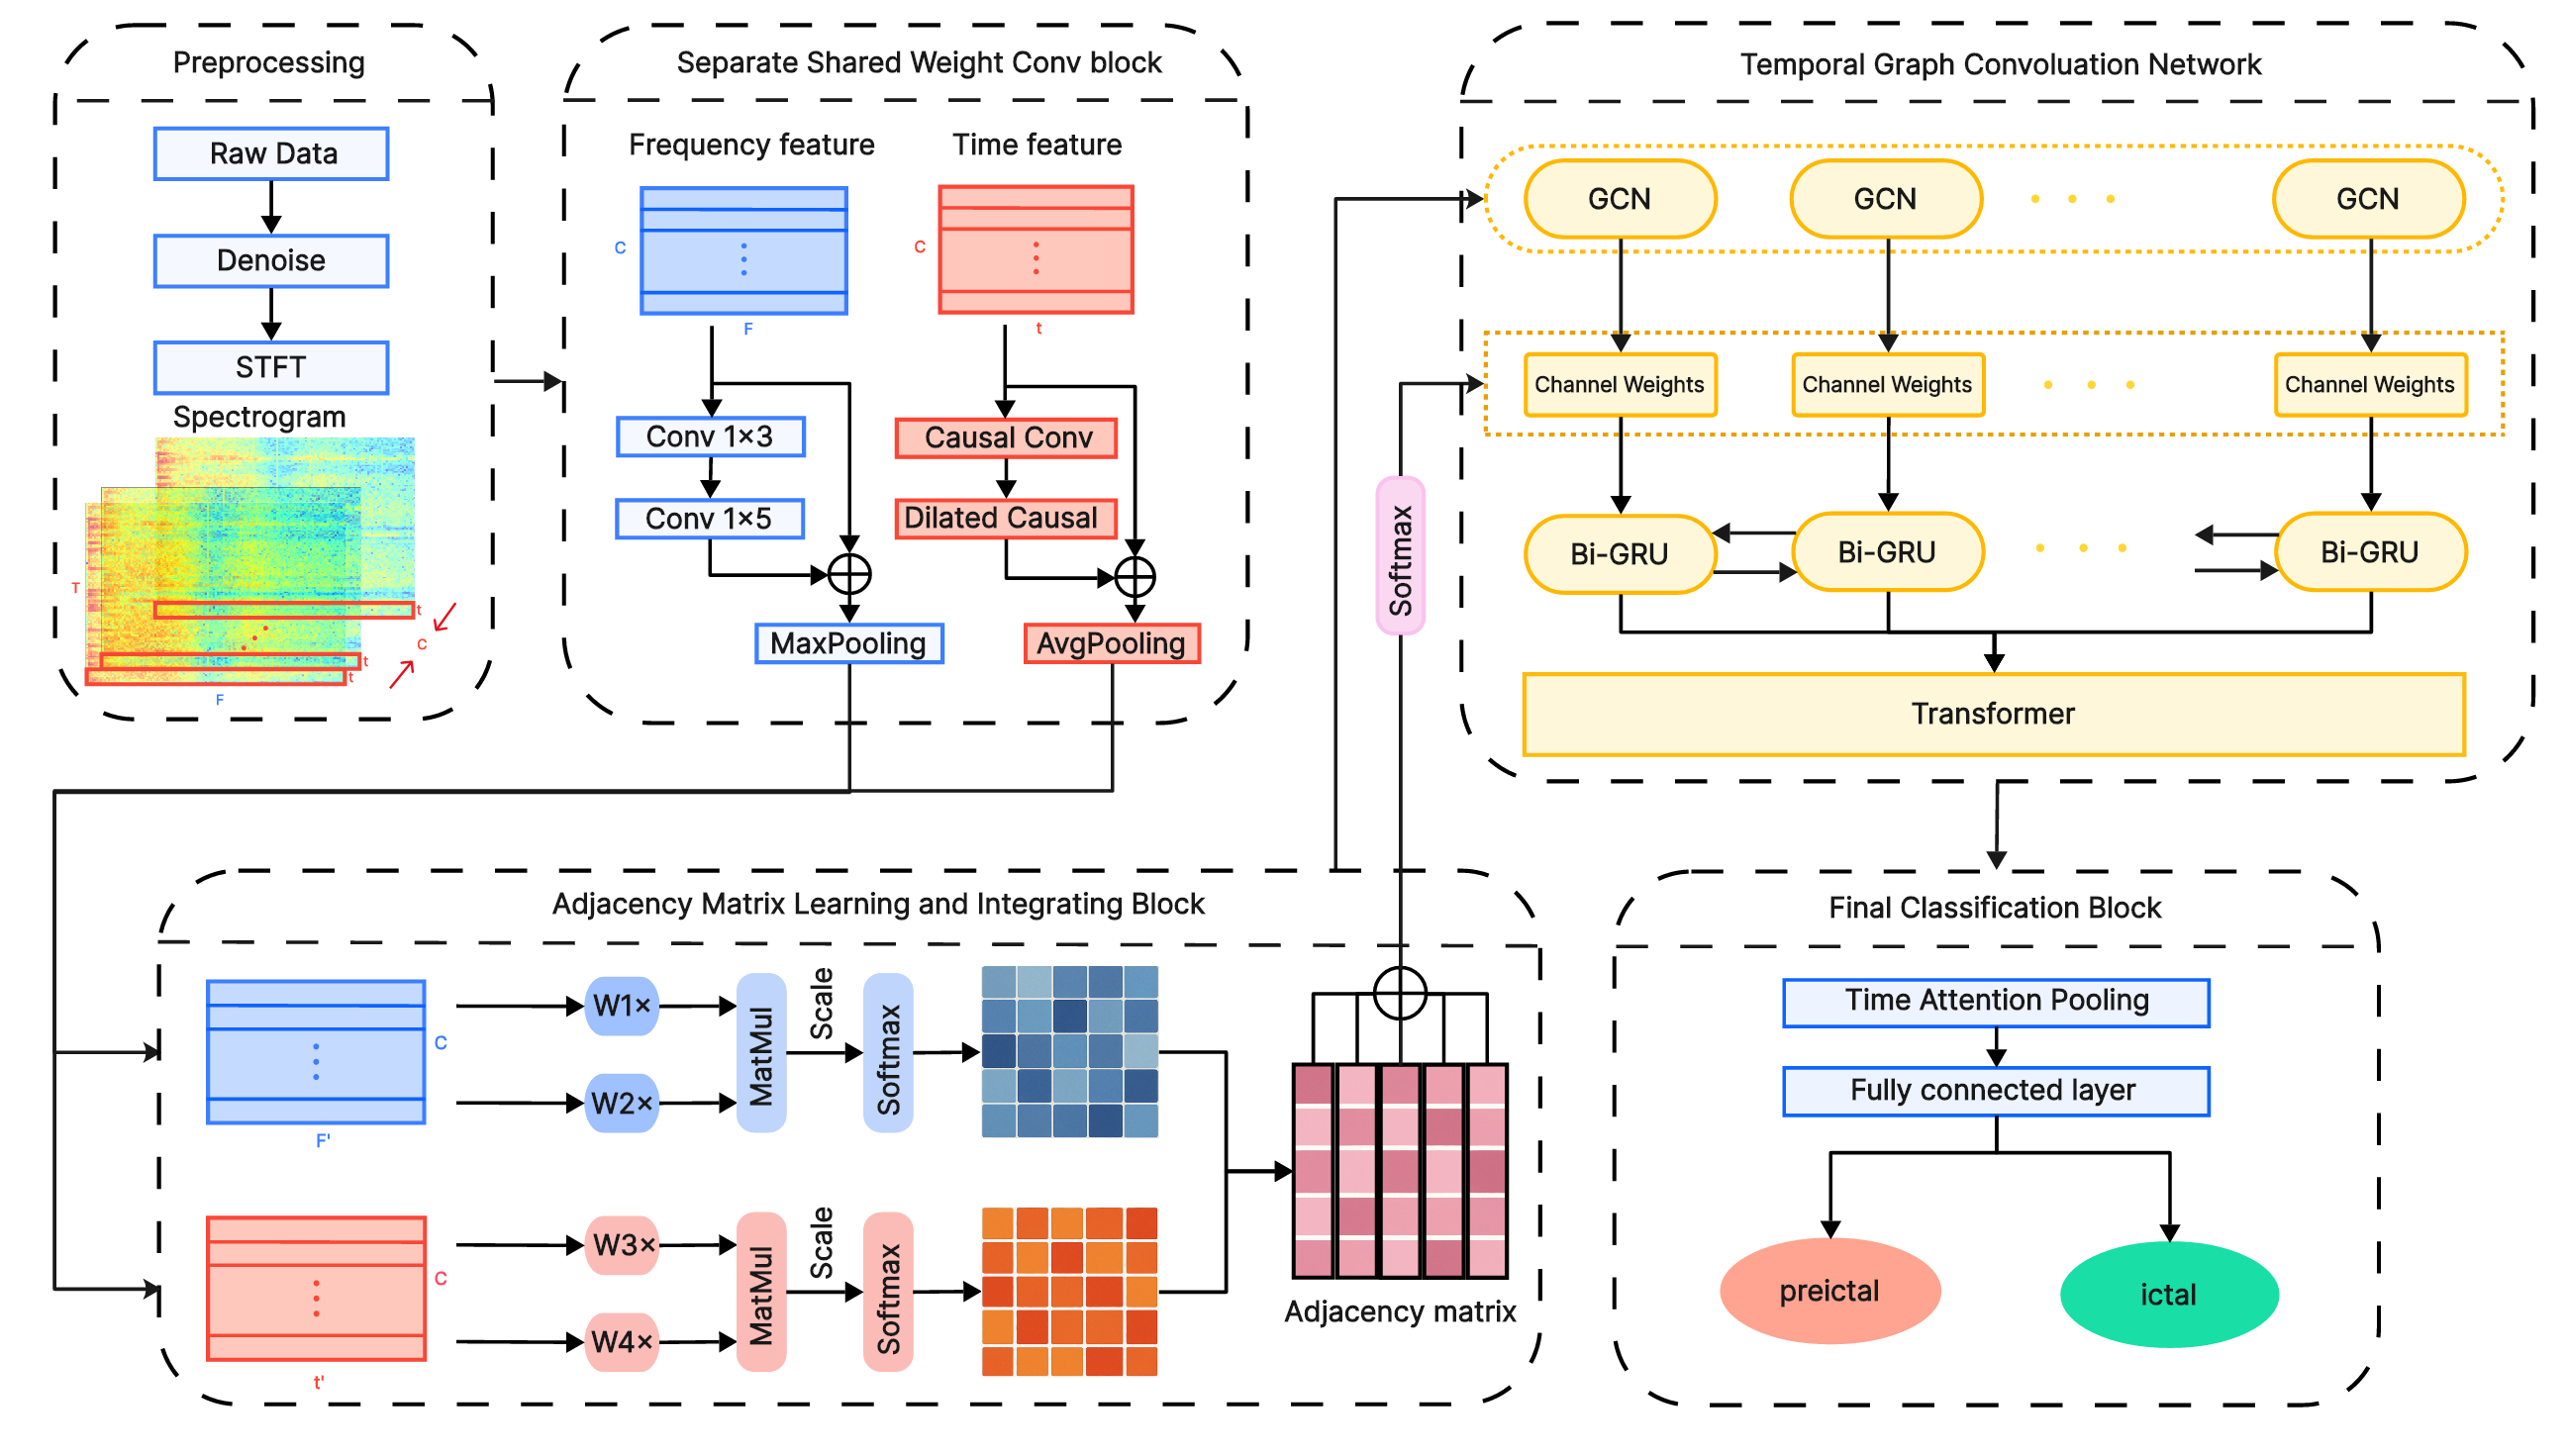 Preprocessing
Raw Data
Denoise
STFT
Spectrogram
T
t
C
t
t
F
Separate Shared Weight Conv block
Frequency feature
Time feature
C
F
C
t
Conv 1×3
Conv 1×5
MaxPooling
Causal Conv
Dilated Causal
AvgPooling
Temporal Graph Convoluation Network
GCN
GCN
GCN
Channel Weights
Channel Weights
Channel Weights
Bi-GRU
Bi-GRU
Bi-GRU
Transformer
Softmax
Adjacency Matrix Learning and Integrating Block
C
F'
W1×
W2×
MatMul
Scale
Softmax
C
t'
W3×
W4×
MatMul
Scale
Softmax
Adjacency matrix
Final Classification Block
Time Attention Pooling
Fully connected layer
preictal
ictal